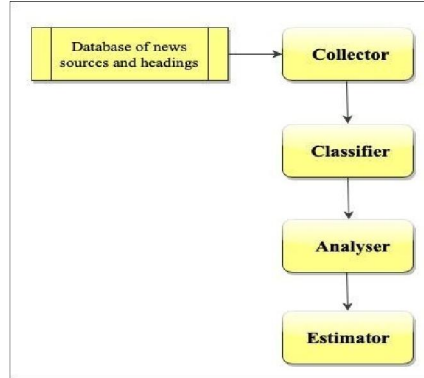 Database of news
sources and headings
Collector
Classifier
Analyser
Estimator